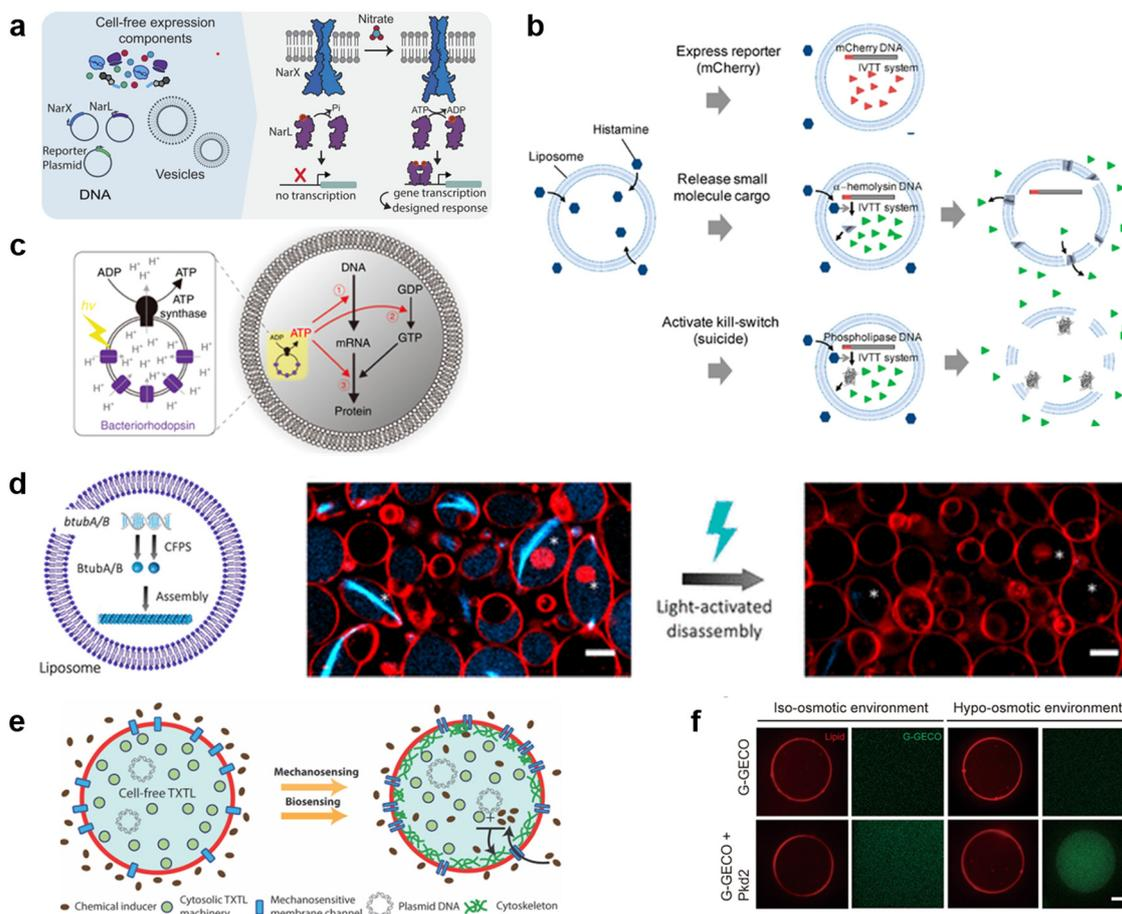 a
Cell-free expression
components
NarX
NarL
Reporter
Plasmid
DNA
Vesicles
Nitrate
NarX
Pi
ATP
ADP
NarL
no transcription
gene transcription
designed response
b
Liposome
Histamine
Express reporter
(mCherry)
mCherry DNA
IVTT system
Release small
molecule cargo
α-hemolysin DNA
IVTT system
Activate kill-switch
(suicide)
Phospholipase DNA
IVTT system
c
ADP
ATP
ATP
synthase
hv
H+ H+ H+
H+ H+ H+
H+ H+ H+
H+ H+ H+
Bacteriorhodopsin
DNA
GDP
ADP
ATP
1
2
mRNA
GTP
3
Protein
d
btubA/B
CFPS
BtubA/B
Assembly
Liposome
* * *
Light-activated
disassembly
* * *
e
Cell-free TXTL
Mechanosensing
Biosensing
+
Chemical inducer
Cytosolic TXTL
machinery
Mechanosensitive
membrane channel
Plasmid DNA
Cytoskeleton
f
Iso-osmotic environment
Hypo-osmotic environment
Lipid
G-GECO
G-GECO
G-GECO +
Pkd2